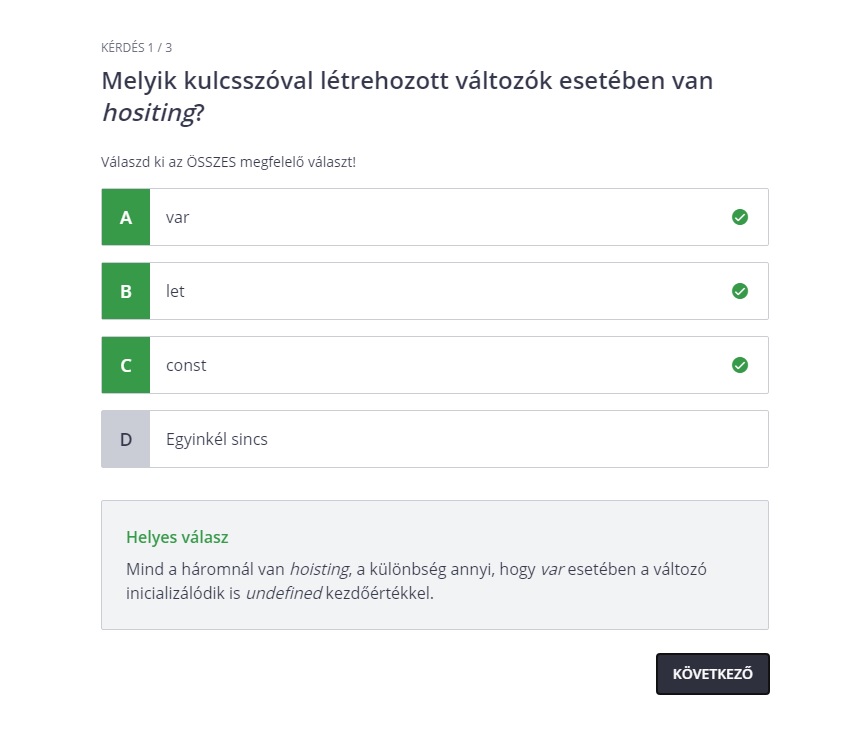 KÉRDÉS 1 / 3
Melyik kulcsszóval létrehozott változók esetében van
hositing?
Válaszd ki az ÖSSZES megfelelő választ!
A var
B let
C const
D Egyinkél sincs
Helyes válasz
Mind a háromnál van hoisting, a különbség annyi, hogy var esetében a változó
inicializálódik is undefined kezdőértékkel.
KÖVETKEZŐ